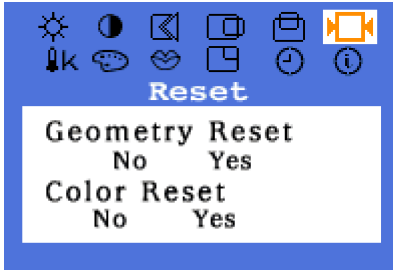 k
Reset
Geometry Reset
No Yes
Color Reset
No Yes